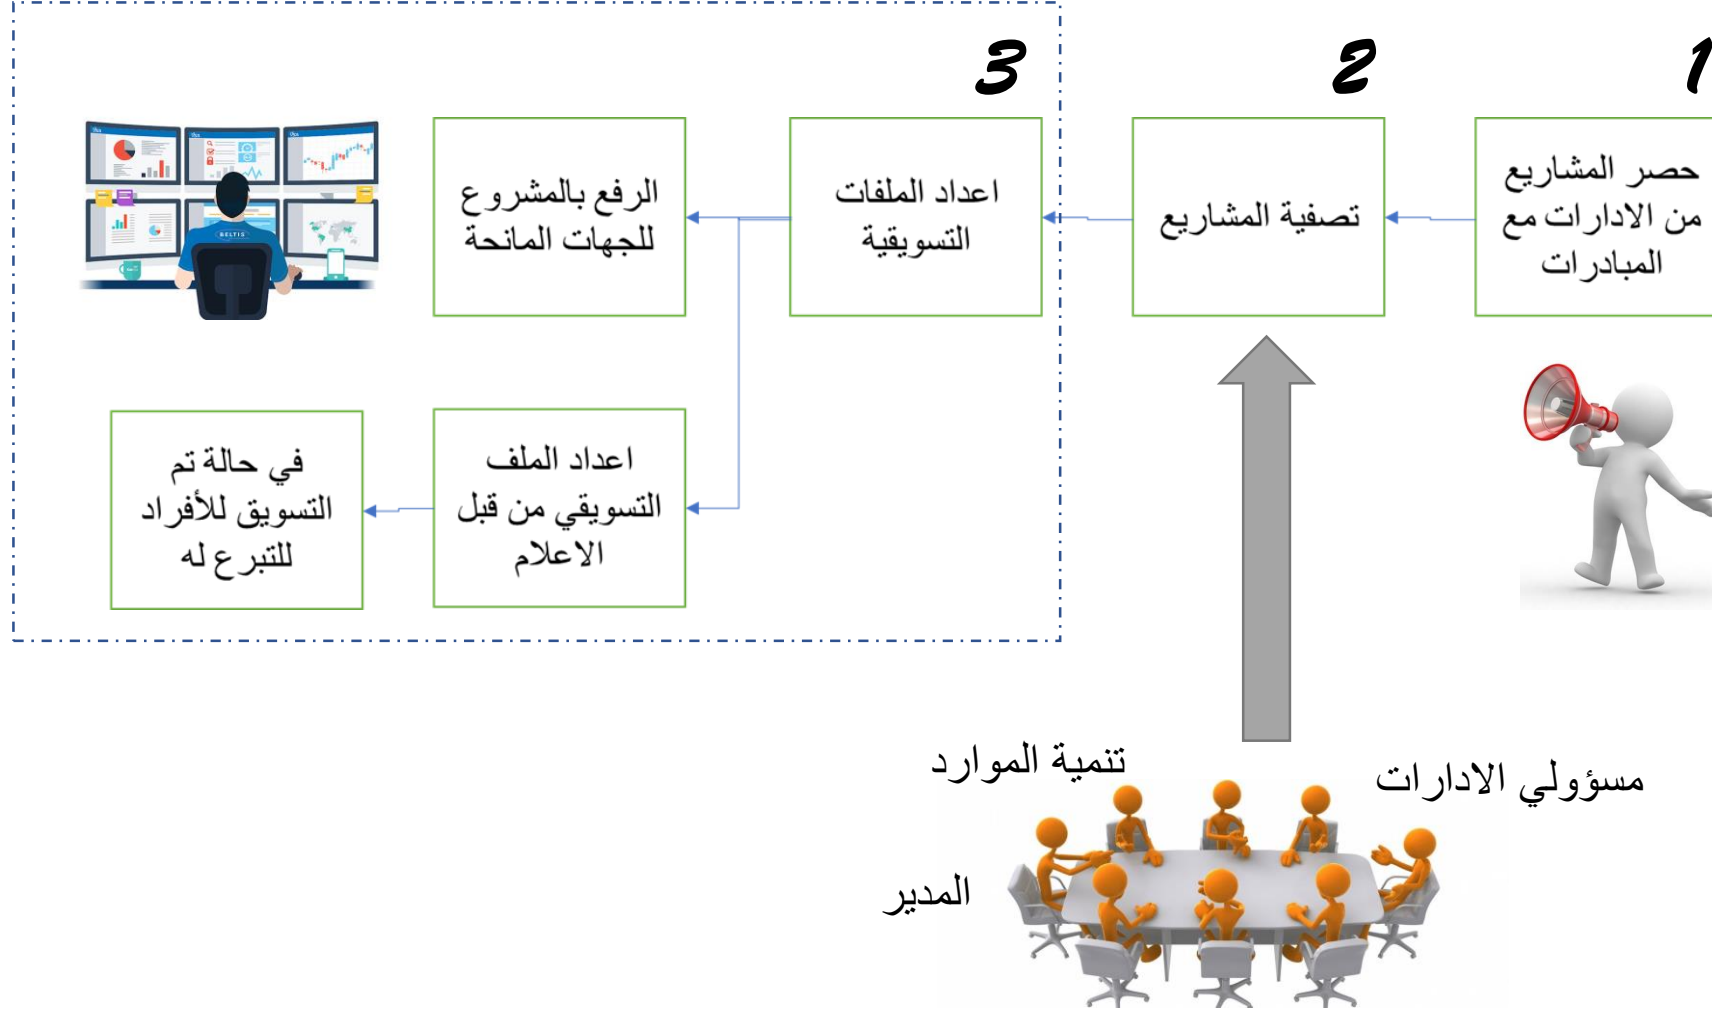 1
2
3
حصر المشاريع
من الادارات مع
المبادرات
تصفية المشاريع
اعداد الملفات
التسويقية
الرفع بالمشروع
للجهات المانحة
BELTIS
اعداد الملف
التسويقي من قبل
الاعلام
في حالة تم
التسويق للأفراد
للتبرع له
مسؤولي الادارات
تنمية الموارد
المدير